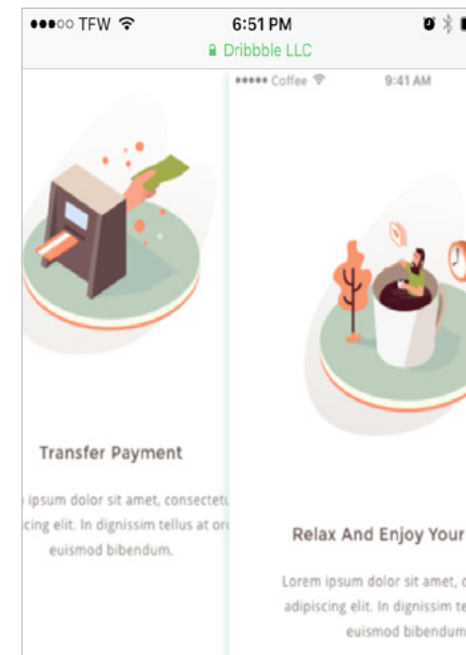 TFW 6:51 PM
Dribbble LLC
Coffee 9:41 AM
Transfer Payment
ipsum dolor sit amet, consectetu
cing elit. In dignissim tellus at orc
euismod bibendum.
Relax And Enjoy Your
Lorem ipsum dolor sit amet, c
adipiscing elit. In dignissim te
euismod bibendum